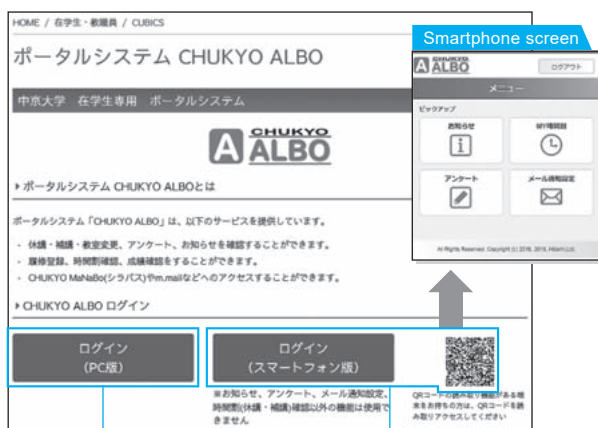 HOME / 在学生・教職員 / CUBICS
ポータルシステム CHUKYO ALBO
中京大学 在学生専用 ポータルシステム
A CHUKYO
ALBO
▸ポータルシステム CHUKYO ALBOとは
ポータルシステム「CHUKYO ALBO」は、以下のサービスを提供しています。
・ 休講・補講・教室変更、アンケート、お知らせを確認することができます。
・ 履修登録、時間割確認、成績確認をすることができます。
・ CHUKYO MaNaBo(シラバス)やm.mailなどへのアクセスすることができます。
▸CHUKYO ALBO ログイン
ログイン
(PC版)
ログイン
(スマートフォン版)
※お知らせ、アンケート、メール通知設定、
時間割(休講・補講)確認以外の機能は使用で
きません
QRコードの読み取り機能がある端
末をお持ちの方は、QRコードを読
み取りアクセスしてください
Smartphone screen
A CHUKYO
ALBO
ログアウト
メニュー
ピックアップ
お知らせ
MY時間割
アンケート
メール通知設定
All Rights Reserved. Copyright (c) 2016, 2018, Hitachi, Ltd.